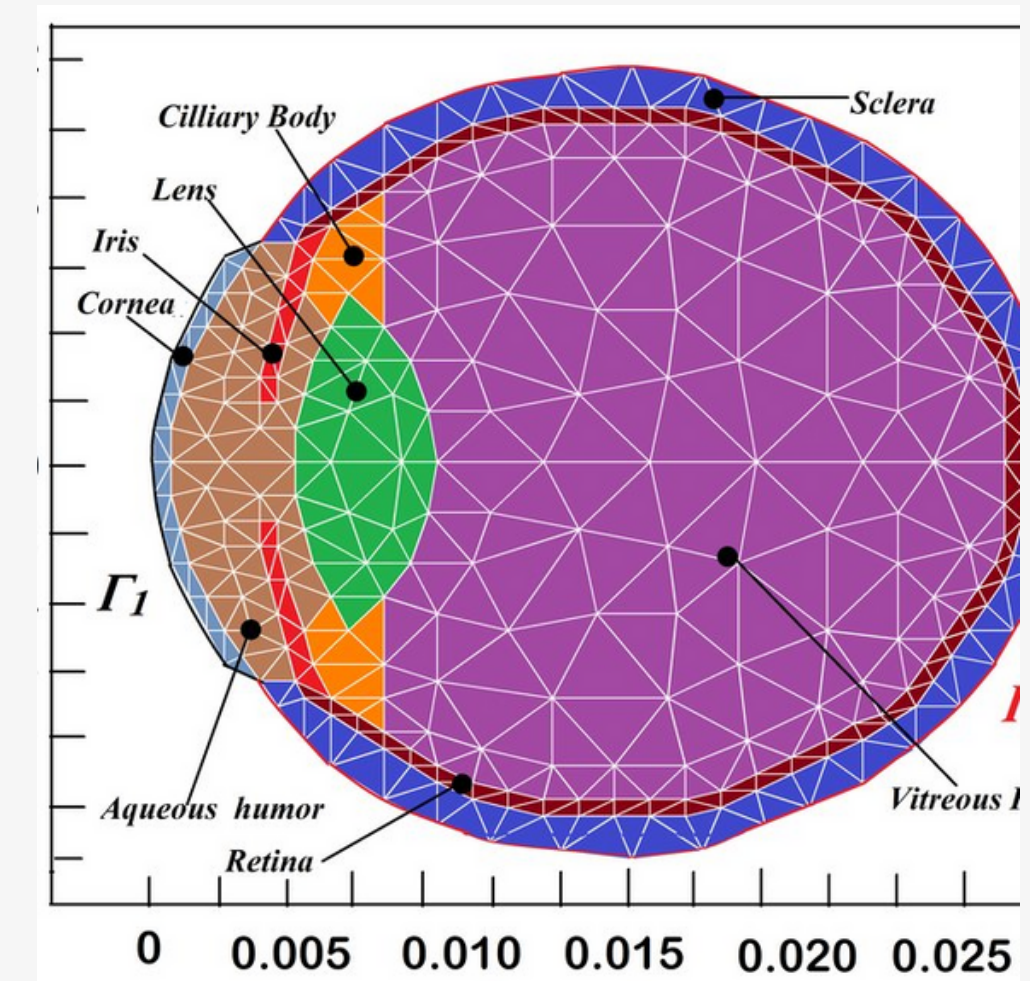 Cilliary Body
Sclera
Lens
Iris
Cornea
Γ1
Vitreous
Aqueous humor
Retina
0 0.005 0.010 0.015 0.020 0.025